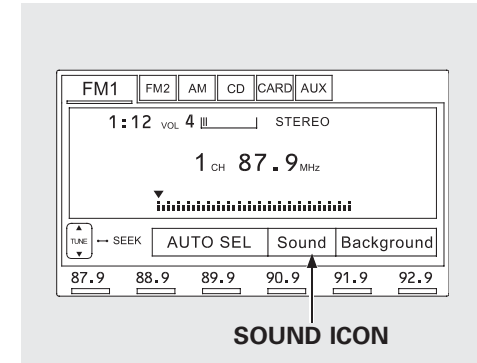 FM1 FM2 AM CD CARD AUX
1:12 VOL 4 STEREO
1 CH 87.9 MHz
TUNE SEEK AUTO SEL Sound Background
87.9 88.9 89.9 90.9 91.9 92.9
SOUND ICON